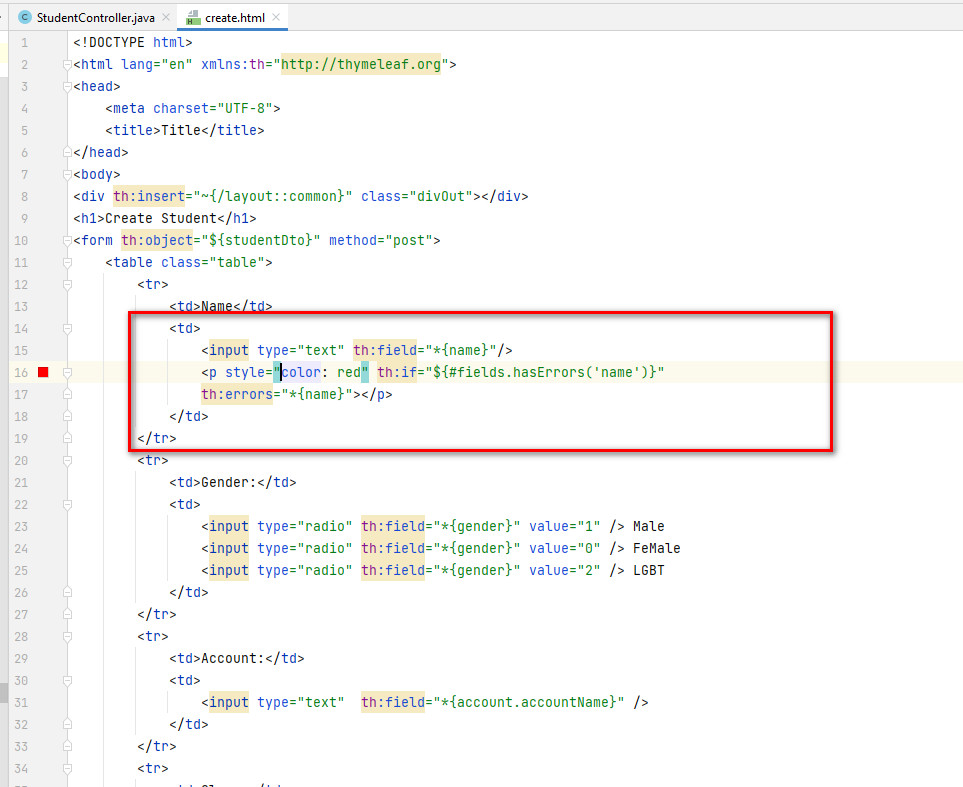 StudentController.java create.html
1 <!DOCTYPE html>
2 <html lang="en" xmlns:th="http://thymeleaf.org">
3 <head>
4 <meta charset="UTF-8">
5 <title>Title</title>
6 </head>
7 <body>
8 <div th:insert="~{/layout::common}" class="divOut"></div>
9 <h1>Create Student</h1>
10 <form th:object="${studentDto}" method="post">
11 <table class="table">
12 <tr>
13 <td>Name</td>
14 <td>
15 <input type="text" th:field="*{name}"/>
16 <p style="color: red" th:if="${#fields.hasErrors('name')}"
17 th:errors="*{name}"></p>
18 </td>
19 </tr>
20 <tr>
21 <td>Gender:</td>
22 <td>
23 <input type="radio" th:field="*{gender}" value="1" /> Male
24 <input type="radio" th:field="*{gender}" value="0" /> FeMale
25 <input type="radio" th:field="*{gender}" value="2" /> LGBT
26 </td>
27 </tr>
28 <tr>
29 <td>Account:</td>
30 <td>
31 <input type="text"  th:field="*{account.accountName}" />
32 </td>
33 </tr>
34 <tr>